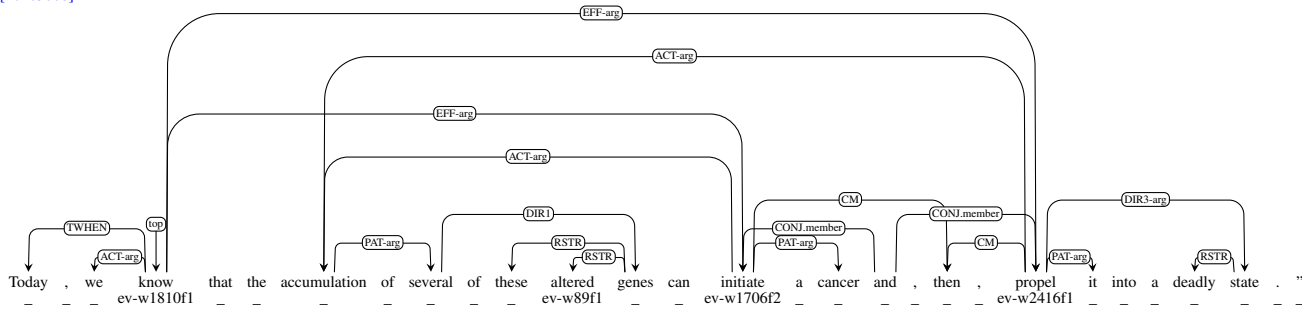 EFF-arg
ACT-arg
EFF-arg
ACT-arg
CM
DIR3-arg
DIR1
CONJ.member
TWHEN
top
CONJ.member
PAT-arg
RSTR
PAT-arg
CM
ACT-arg
RSTR
PAT-arg
RSTR
Today , we know that the accumulation of several of these altered genes can initiate a cancer and , then , propel it into a deadly state . ”
_ _ _ ev-w1810f1 _ _ _ _ _ _ _ ev-w89f1 _ _ ev-w1706f2 _ _ _ _ _ _ ev-w2416f1 _ _ _ _ _ _ _